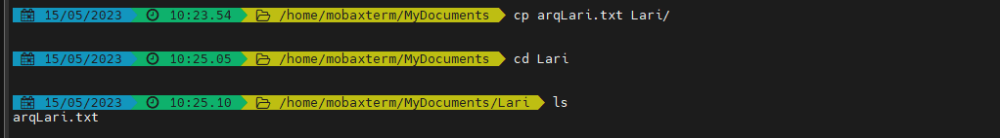 15/05/2023 10:23.54 /home/mobaxterm/MyDocuments cp arqLari.txt Lari/
15/05/2023 10:25.05 /home/mobaxterm/MyDocuments cd Lari
15/05/2023 10:25.10 /home/mobaxterm/MyDocuments/Lari ls
arqLari.txt